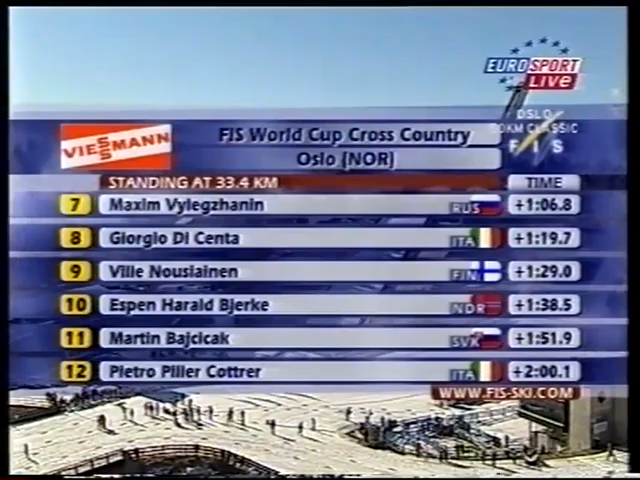 EUROSPORT
LIVE
OSLO
50KM CLASSIC
FIS
VIESSMANN
FIS World Cup Cross Country
Oslo (NOR)
STANDING AT 33.4 KM TIME
7 Maxim Vylegzhanin RUS +1:06.8
8 Giorgio Di Centa ITA +1:19.7
9 Ville Nousiainen FIN +1:29.0
10 Espen Harald Bjerke NOR +1:38.5
11 Martin Bajcicak SVK +1:51.9
12 Pietro Piller Cottrer ITA +2:00.1
WWW.FIS-SKI.COM